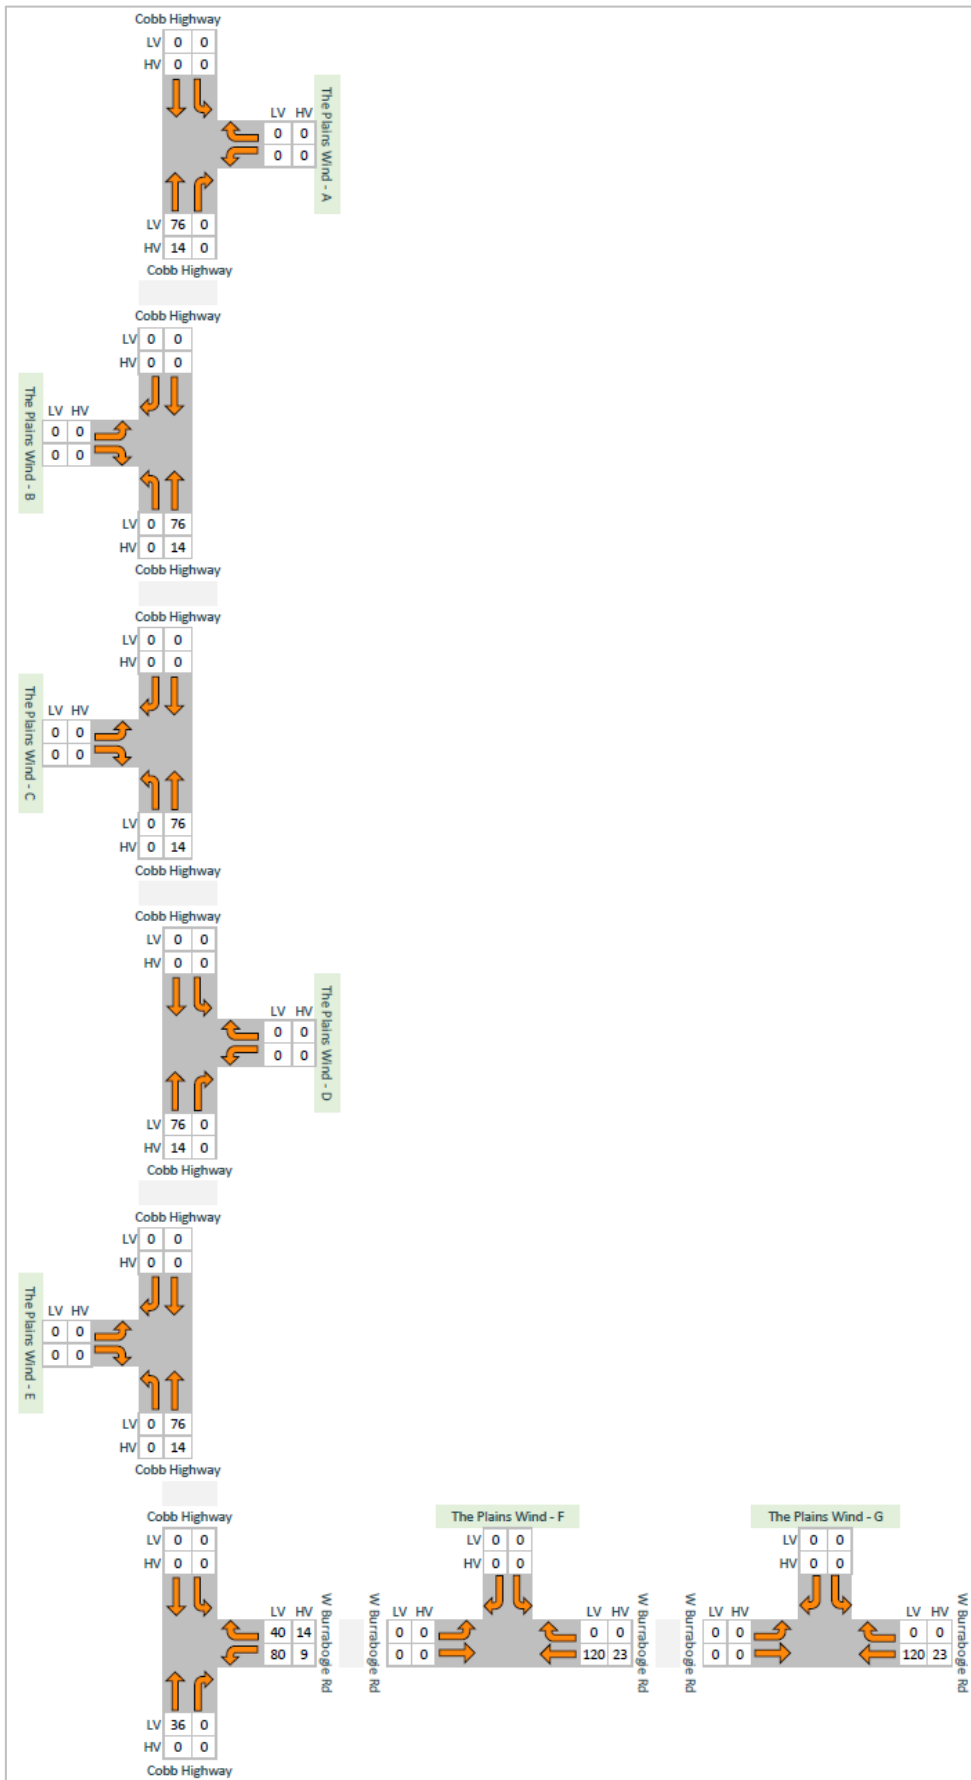 Cobb Highway
LV 0 0
HV 0 0
LV HV
0 0
0 0
The Plains Wind - A
LV 76 0
HV 14 0
Cobb Highway
Cobb Highway
LV 0 0
HV 0 0
The Plains Wind - B
LV HV
0 0
0 0
LV 0 76
HV 0 14
Cobb Highway
Cobb Highway
LV 0 0
HV 0 0
The Plains Wind - C
LV HV
0 0
0 0
LV 0 76
HV 0 14
Cobb Highway
Cobb Highway
LV 0 0
HV 0 0
LV HV
0 0
0 0
The Plains Wind - D
LV 76 0
HV 14 0
Cobb Highway
Cobb Highway
LV 0 0
HV 0 0
The Plains Wind - E
LV HV
0 0
0 0
LV 0 76
HV 0 14
Cobb Highway
Cobb Highway
LV 0 0
HV 0 0
LV HV
40 14
80 9
W Burrabogie Rd
LV 36 0
HV 0 0
Cobb Highway
The Plains Wind - F
LV 0 0
HV 0 0
W Burrabogie Rd
LV HV
0 0
0 0
LV HV
0 0
120 23
W Burrabogie Rd
The Plains Wind - G
LV 0 0
HV 0 0
W Burrabogie Rd
LV HV
0 0
0 0
LV HV
0 0
120 23
W Burrabogie Rd